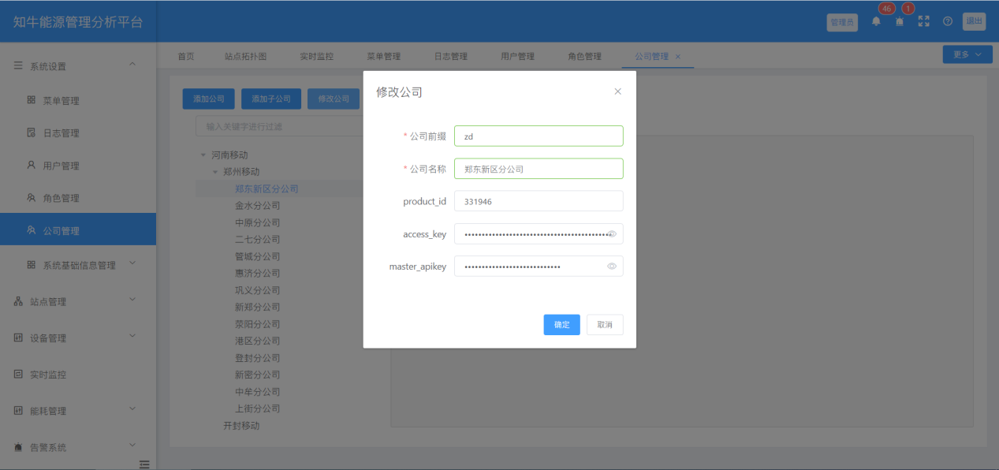 知牛能源管理分析平台
管理员
46
1
退出
首页
站点拓扑图
实时监控
菜单管理
日志管理
用户管理
角色管理
公司管理 ×
更多
系统设置
菜单管理
日志管理
用户管理
角色管理
公司管理
系统基础信息管理
站点管理
设备管理
实时监控
能耗管理
告警系统
添加公司
添加子公司
修改公司
输入关键字进行过滤
河南移动
郑州移动
郑东新区分公司
金水分公司
中原分公司
二七分公司
管城分公司
惠济分公司
巩义分公司
新郑分公司
荥阳分公司
港区分公司
登封分公司
新密分公司
中牟分公司
上街分公司
开封移动
修改公司
* 公司前缀 zd
* 公司名称 郑东新区分公司
product_id 331946
access_key
master_apikey
确定
取消